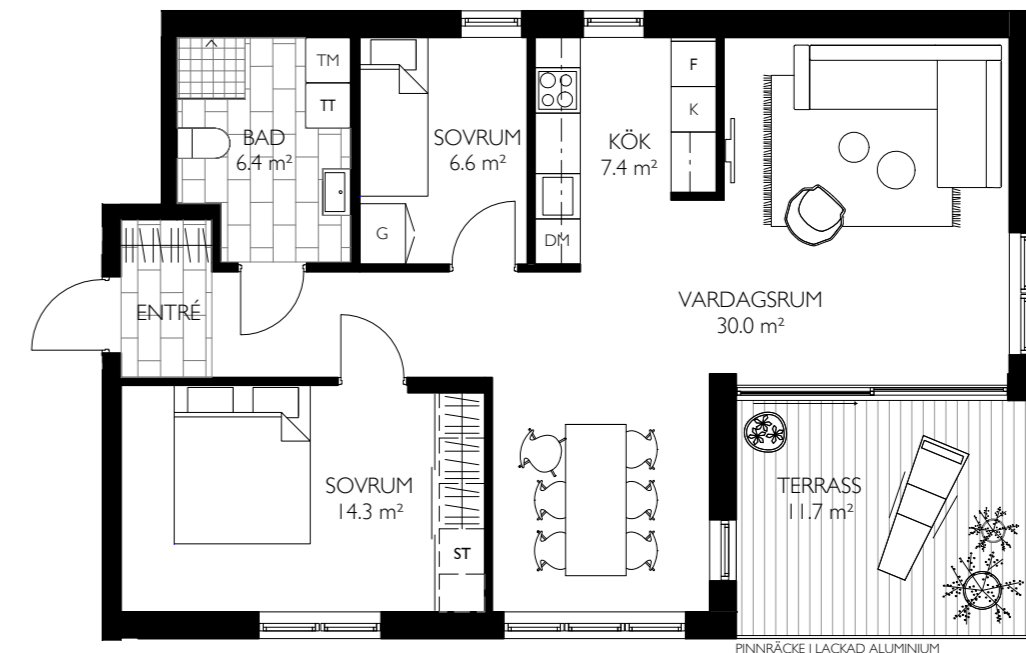 TM
TT
BAD
6.4 m²
SOVRUM
6.6 m²
G
KÖK
7.4 m²
F
K
DM
ENTRÉ
VARDAGSRUM
30.0 m²
SOVRUM
14.3 m²
ST
TERRASS
11.7 m²
PINNRÄCKE I LACKAD ALUMINIUM